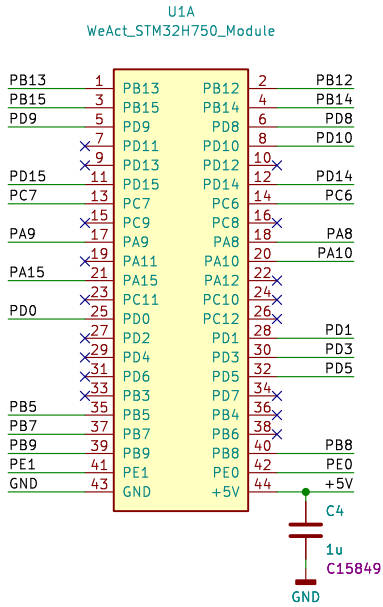 U1A
WeAct_STM32H750_Module
PB13 1 PB13 PB12 2 PB12
PB15 3 PB15 PB14 4 PB14
PD9 5 PD9 PD8 6 PD8
7 PD11 PD10 8 PD10
9 PD13 PD12 10
PD15 11 PD15 PD14 12 PD14
PC7 13 PC7 PC6 14 PC6
15 PC9 PC8 16
PA9 17 PA9 PA8 18 PA8
19 PA11 PA10 20 PA10
PA15 21 PA15 PA12 22
23 PC11 PC10 24
PD0 25 PD0 PC12 26
27 PD2 PD1 28 PD1
29 PD4 PD3 30 PD3
31 PD6 PD5 32 PD5
33 PB3 PD7 34
PB5 35 PB5 PB4 36
PB7 37 PB7 PB6 38
PB9 39 PB9 PB8 40 PB8
PE1 41 PE1 PE0 42 PE0
GND 43 GND +5V 44 +5V
C4
1u
C15849
GND